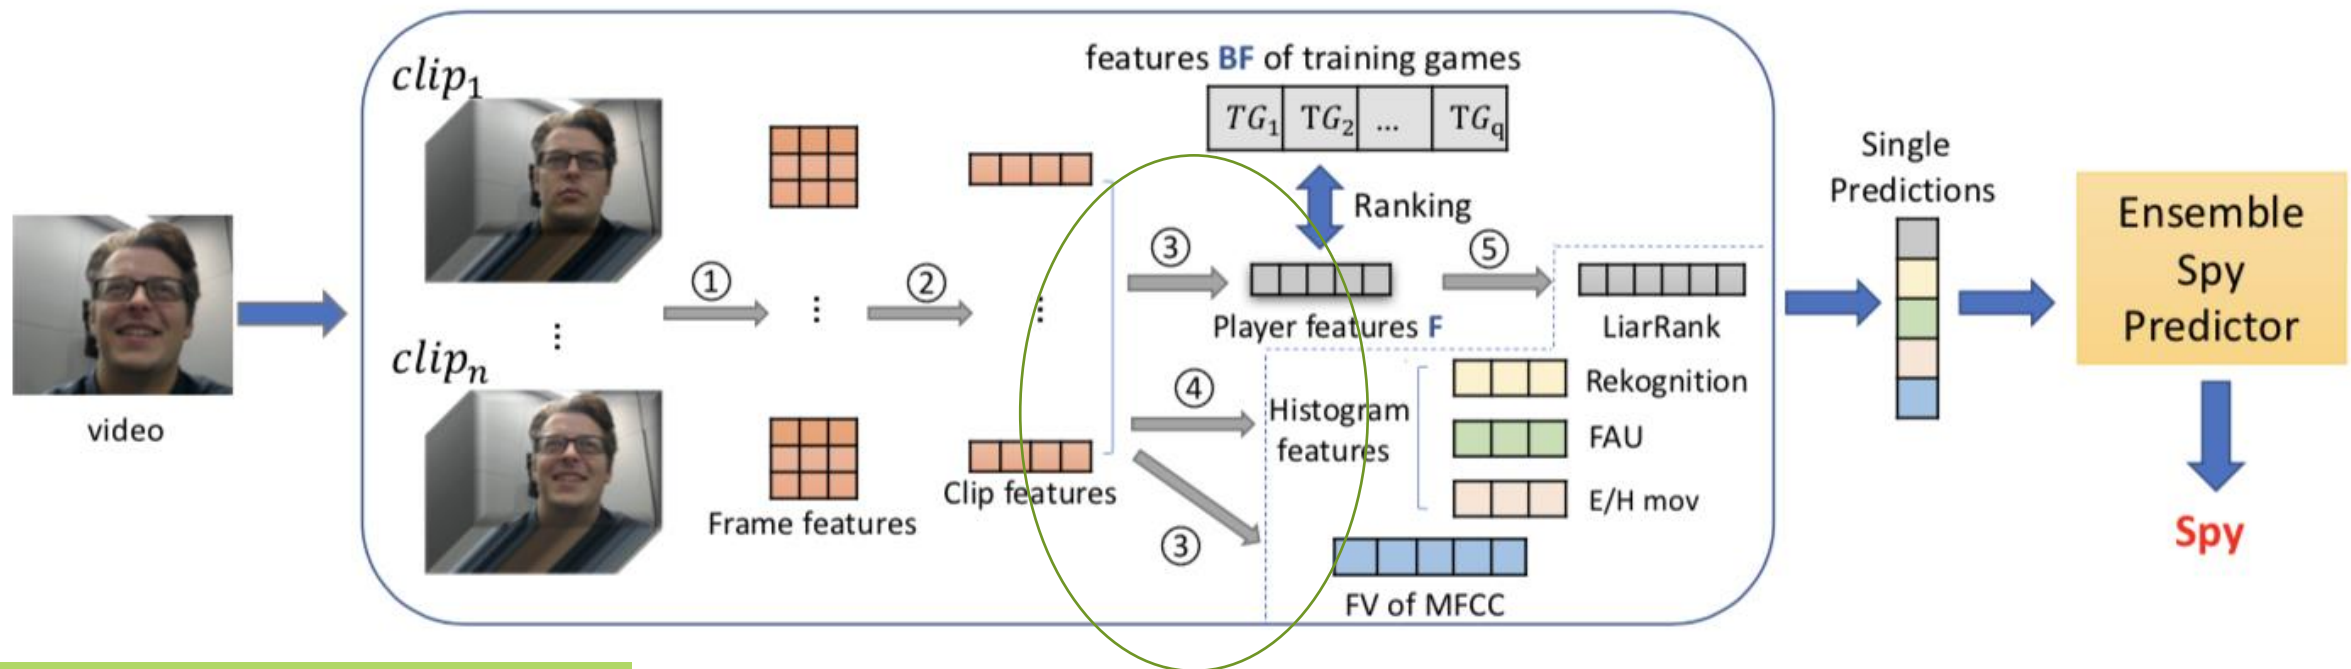 video
clip1
⋮
clipn
①
⋮
Frame features
②
⋮
Clip features
features BF of training games
TG1 TG2 ... TGq
Ranking
③
Player features F
⑤
LiarRank
④
Histogram
features
Rekognition
FAU
E/H mov
③
FV of MFCC
Single
Predictions
Ensemble
Spy
Predictor
Spy